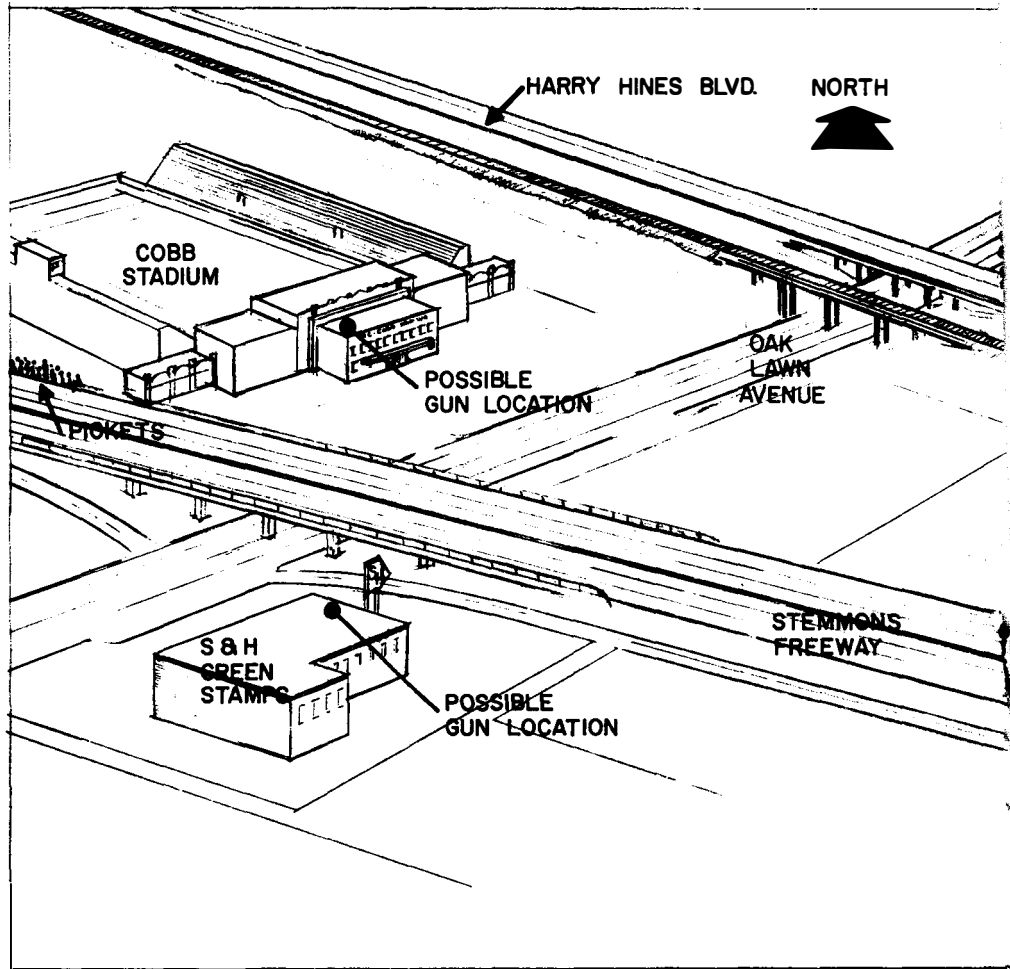 HARRY HINES BLVD.
NORTH
COBB
STADIUM
OAK
LAWN
AVENUE
POSSIBLE
GUN LOCATION
PICKETS
STEMMONS
FREEWAY
S & H
GREEN
STAMPS
POSSIBLE
GUN LOCATION